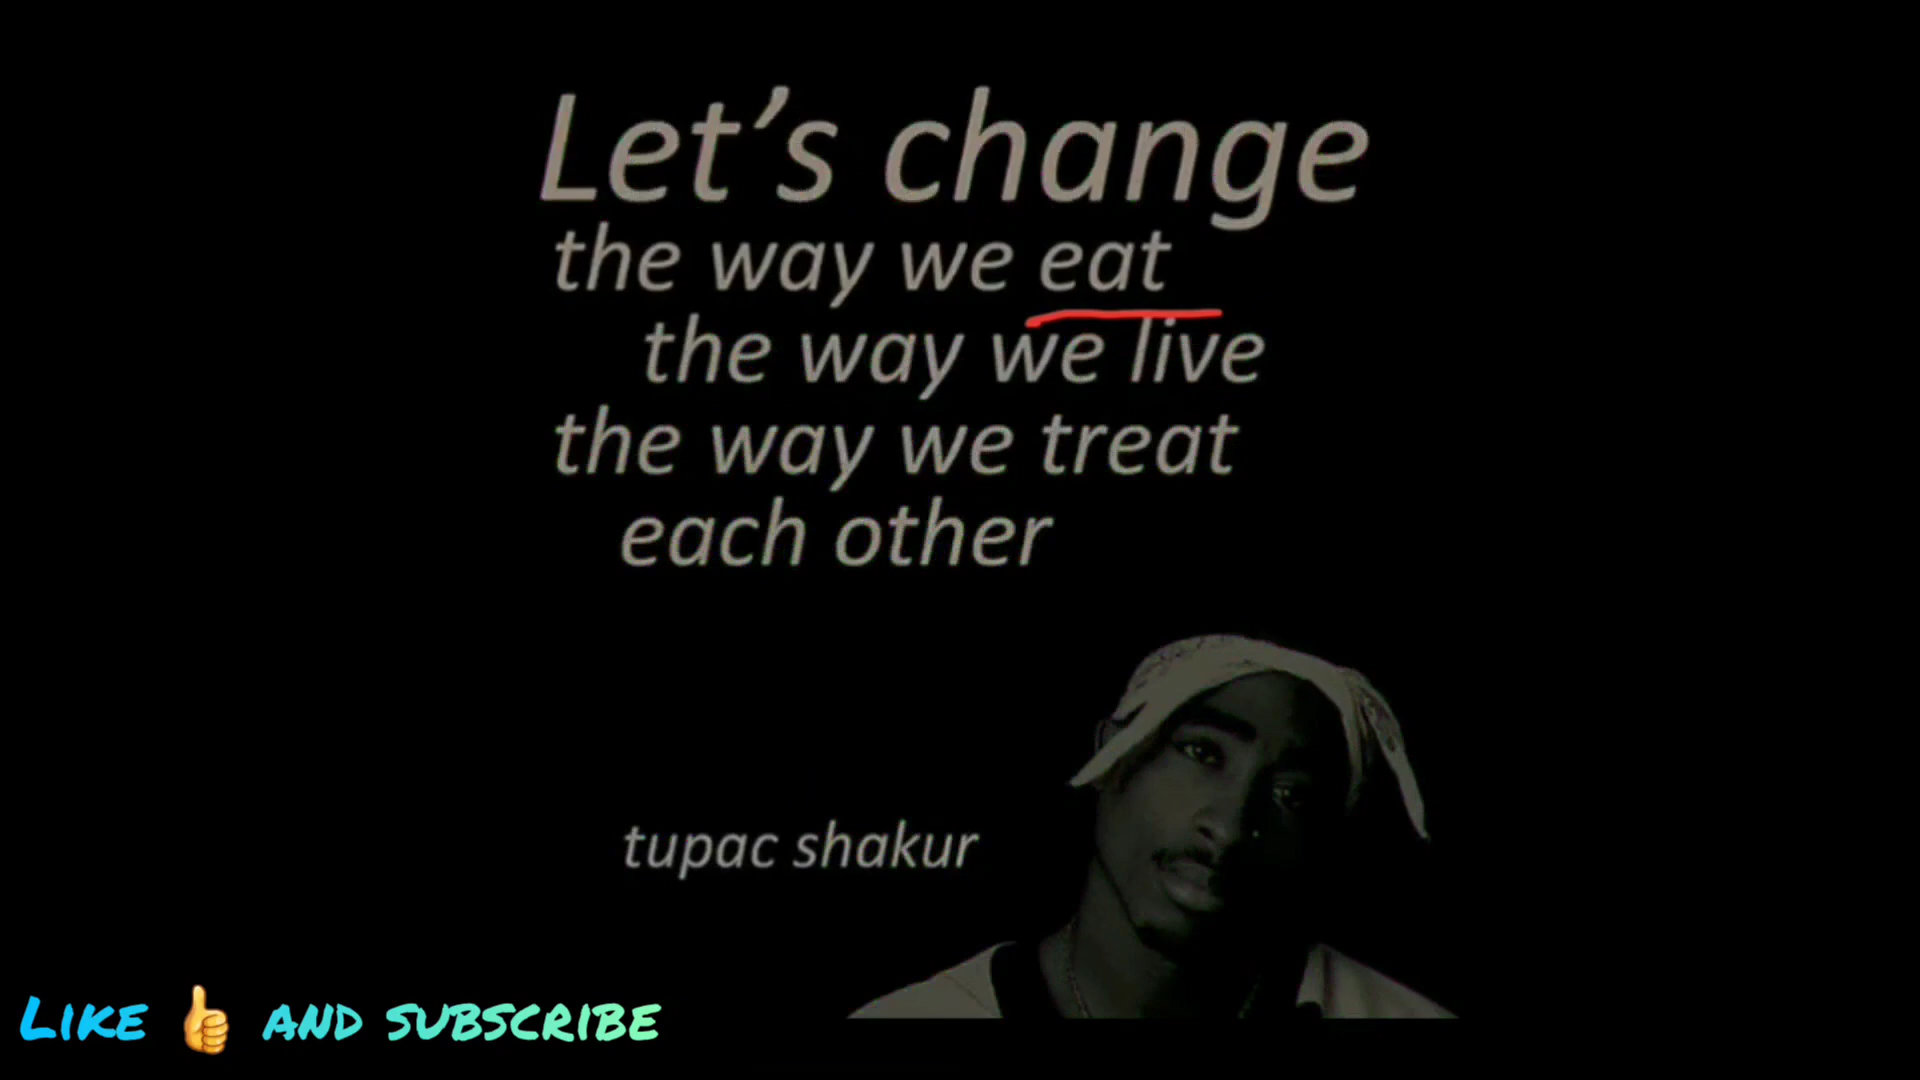 Let's change
the way we eat
the way we live
the way we treat
each other
tupac shakur
Like 👍 and subscribe